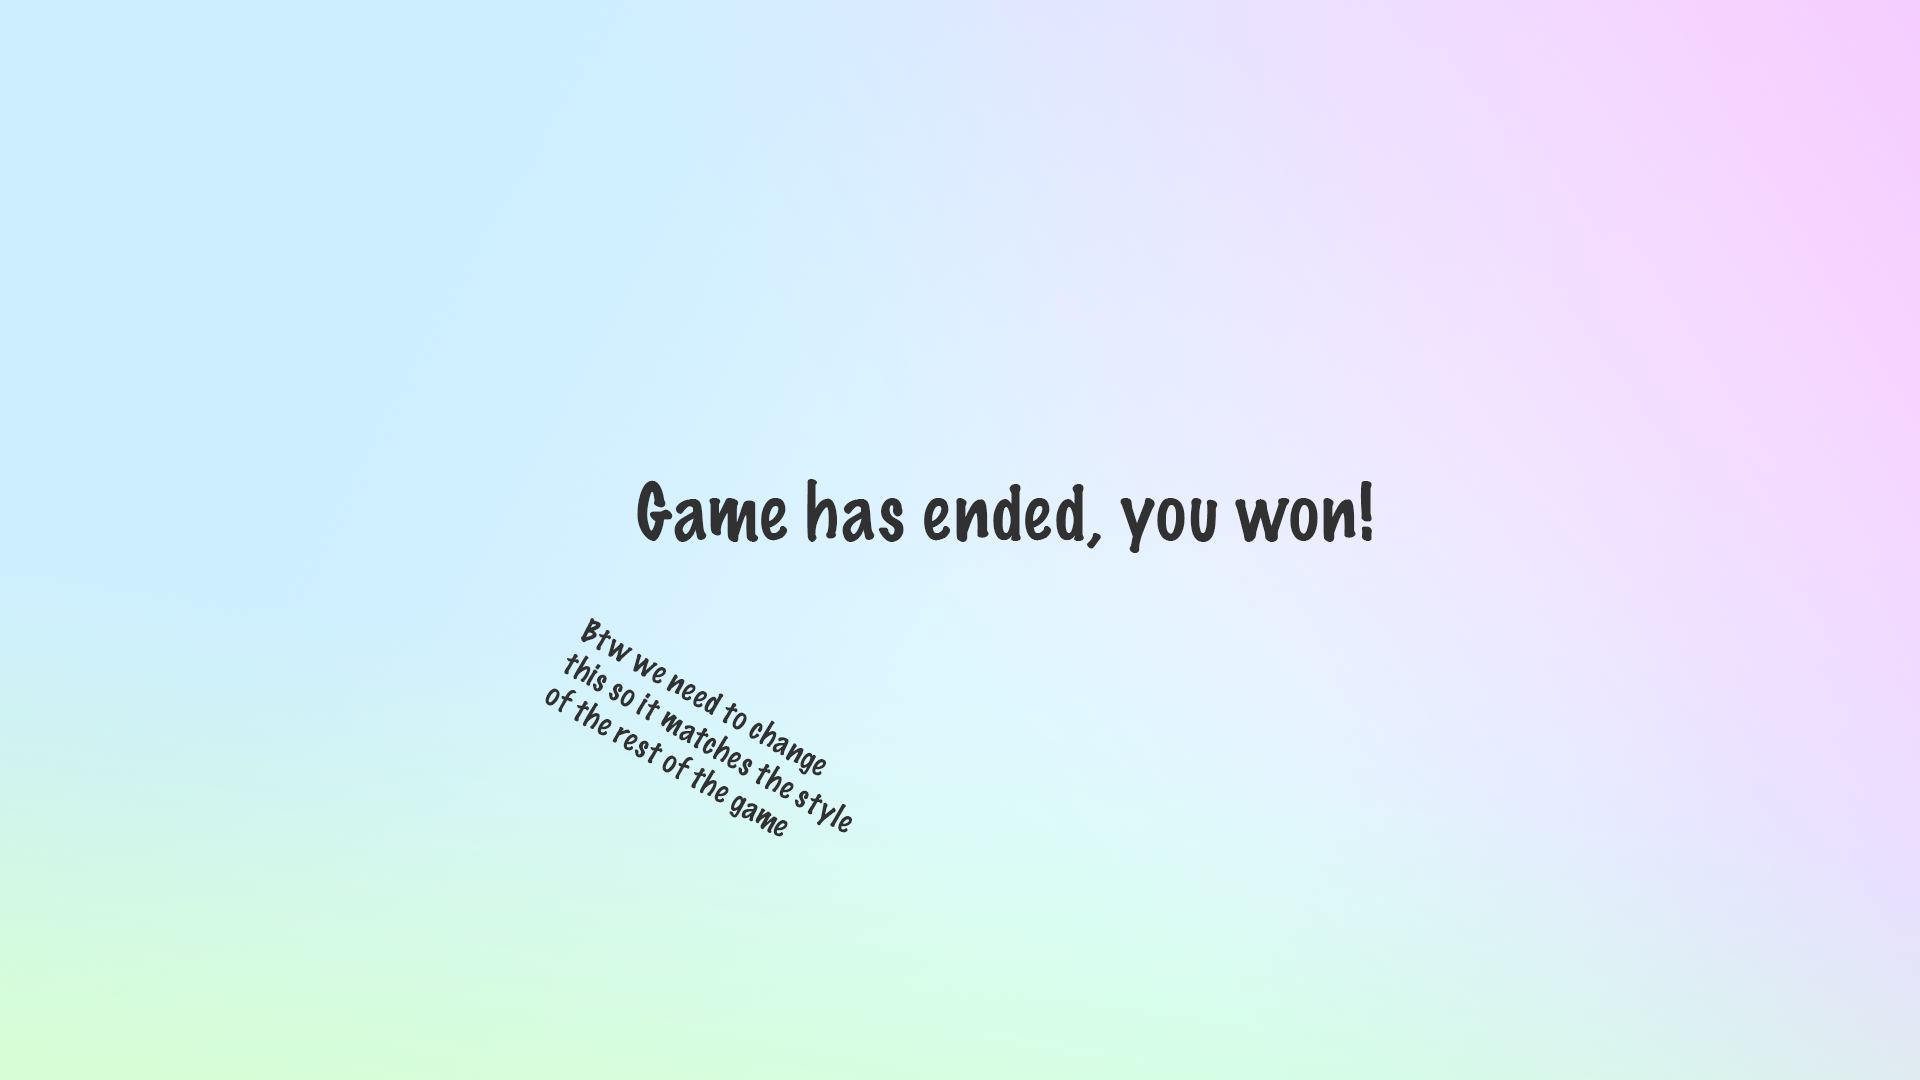 Game has ended, you won!
Btw we need to change
this so it matches the style
of the rest of the game